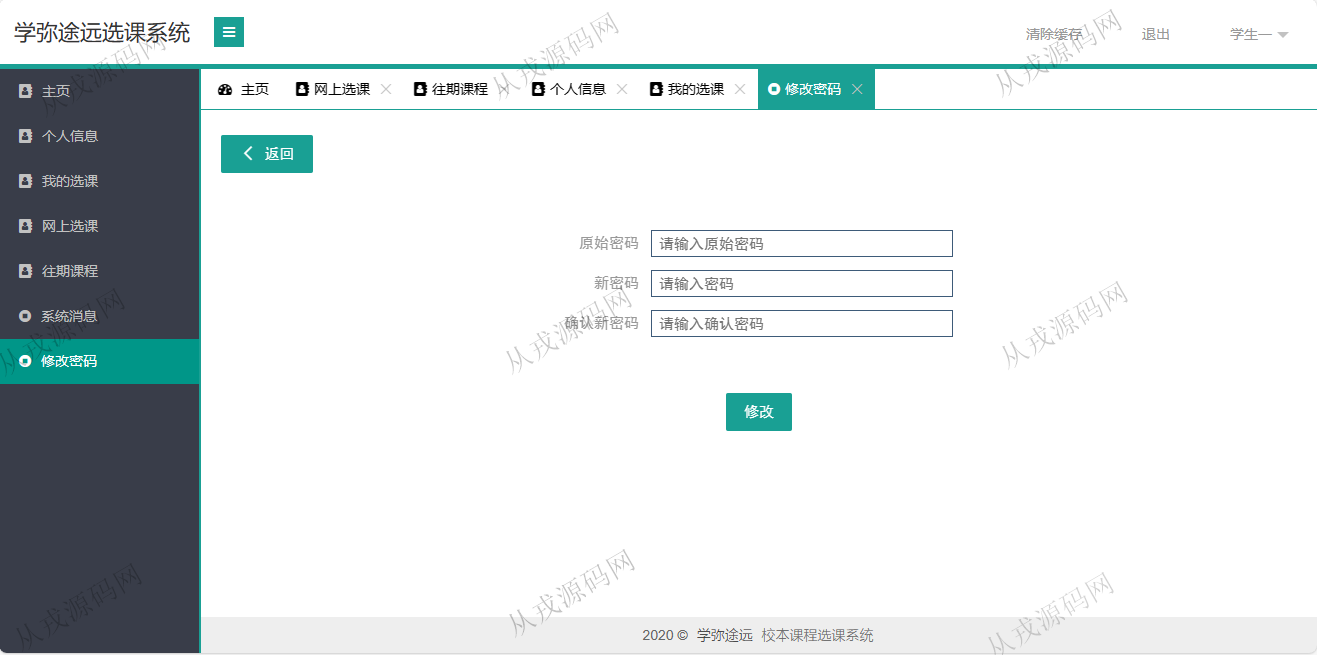 学弥途远选课系统
清除缓存 退出 学生一
主页
个人信息
我的选课
网上选课
往期课程
系统消息
修改密码
主页 网上选课 往期课程 个人信息 我的选课 修改密码
返回
原始密码 请输入原始密码
新密码 请输入密码
确认新密码 请输入确认密码
修改
2020 © 学弥途远 校本课程选课系统
从戎源码网
从戎源码网
从戎源码网
从戎源码网
从戎源码网
从戎源码网
从戎源码网
从戎源码网
从戎源码网